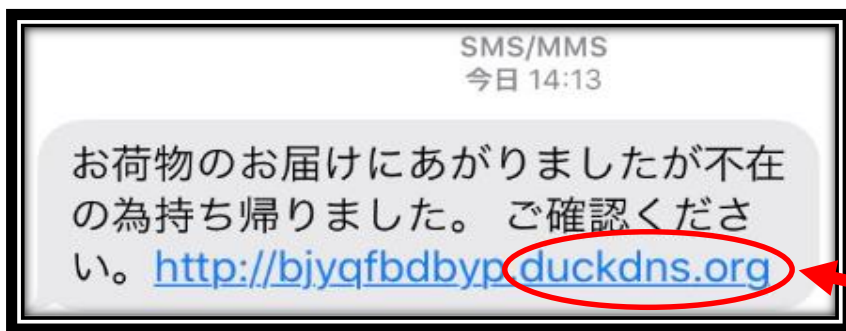 SMS/MMS
今日 14:13
お荷物のお届けにあがりましたが不在
の為持ち帰りました。 ご確認くださ
い。http://bjyqfbdbyp.duckdns.org